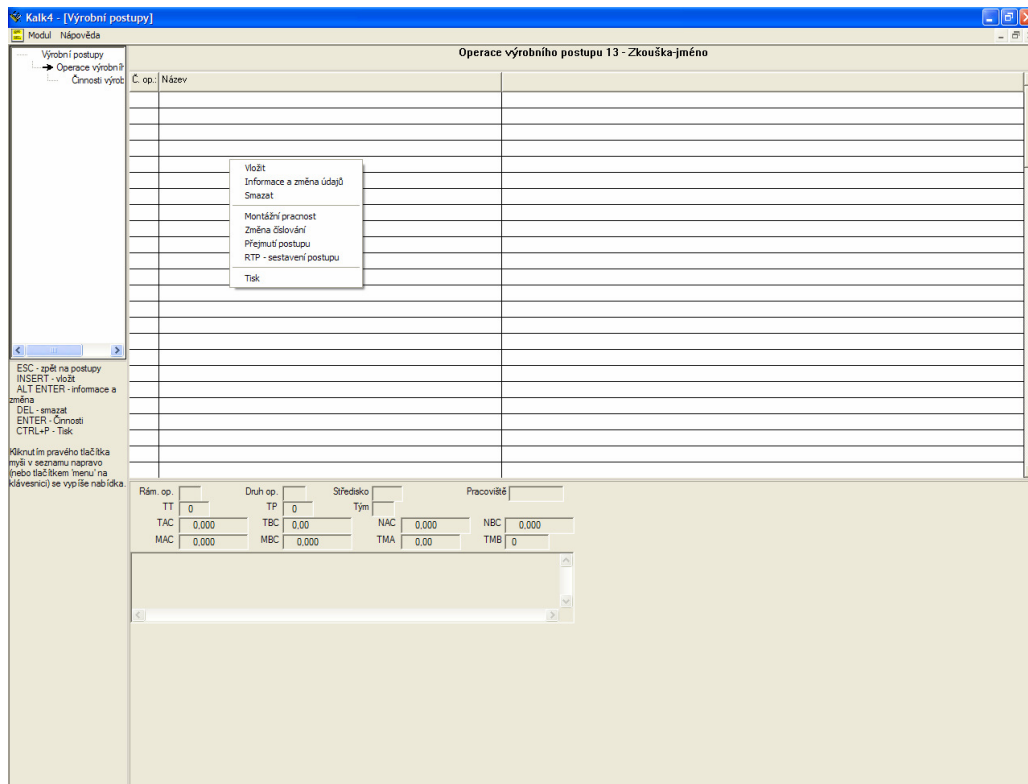 Kalk4 - [Výrobní postupy]
Modul Nápověda
Výrobní postupy
Operace výrobníh
Činnosti výrob
Operace výrobního postupu 13 - Zkouška-jméno
Č. op.: Název
Vložit
Informace a změna údajů
Smazat
Montážní pracnost
Změna číslování
Přejmutí postupu
RTP - sestavení postupu
Tisk
ESC - zpět na postupy
INSERT - vložit
ALT ENTER - informace a
změna
DEL - smazat
ENTER - Činnosti
CTRL+P - Tisk
Kliknutím pravého tlačítka
myši v seznamu napravo
(nebo tlačítkem 'menu' na
klávesnici) se vypíše nabídka.
Rám. op. Druh op. Středisko Pracoviště
TT 0 TP 0 Tým
TAC 0,000 TBC 0,00 NAC 0,000 NBC 0,000
MAC 0,000 MBC 0,000 TMA 0,00 TMB 0